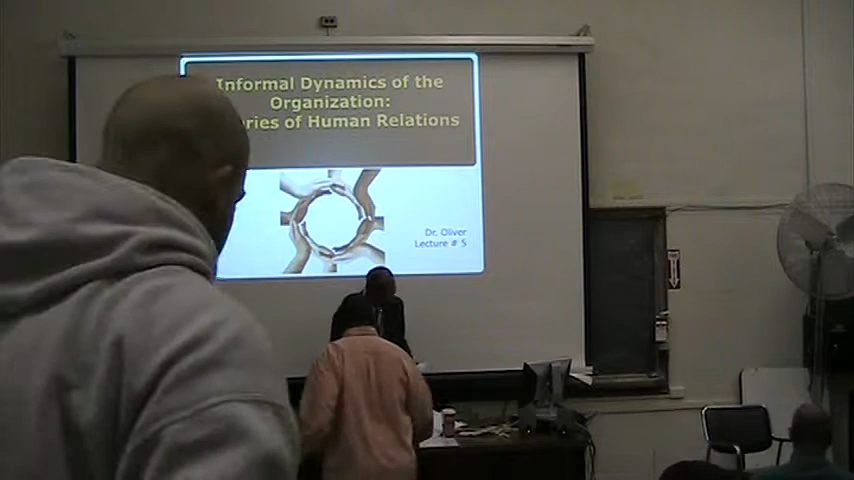 Informal Dynamics of the
Organization:
of Human Relations
Dr. Oliver
Lecture # 5